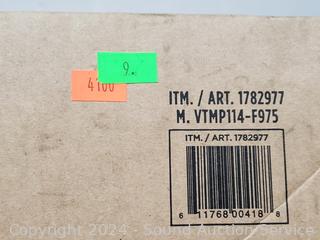 9.
4100
ITM. / ART. 1782977
M. VTMP114-F975
ITM. / ART. 1782977
6 11768 00418 8
Copyright 2024 - Sound Auction Service